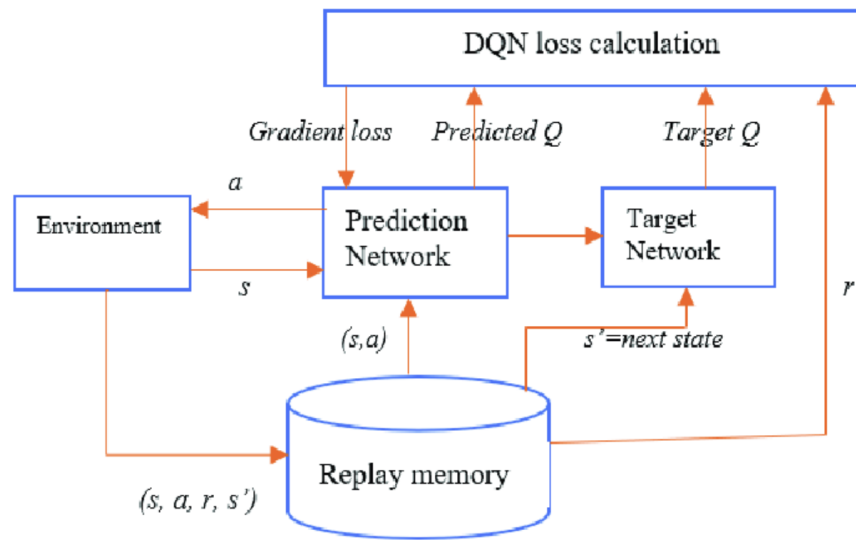 DQN loss calculation
Gradient loss
Predicted Q
Target Q
a
Environment
Prediction
Network
Target
Network
s
r
(s,a)
s’=next state
Replay memory
(s, a, r, s’)